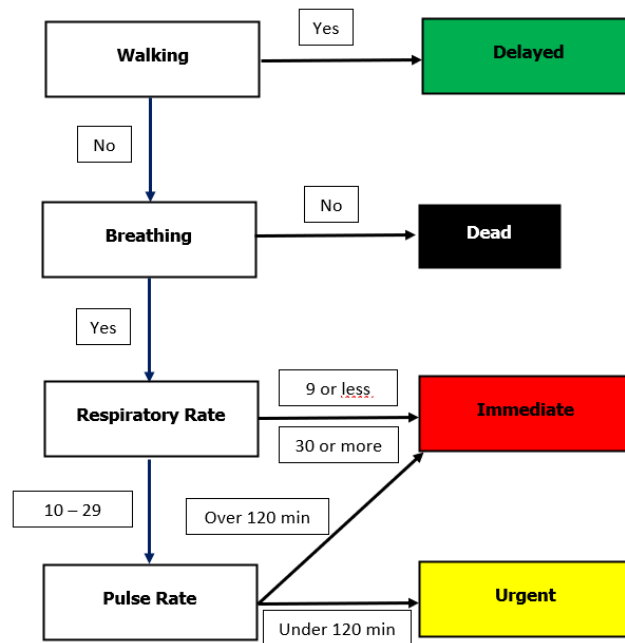 Yes
Walking
Delayed
No
No
Breathing
Dead
Yes
9 or less
Respiratory Rate
Immediate
30 or more
10 – 29
Over 120 min
Pulse Rate
Urgent
Under 120 min